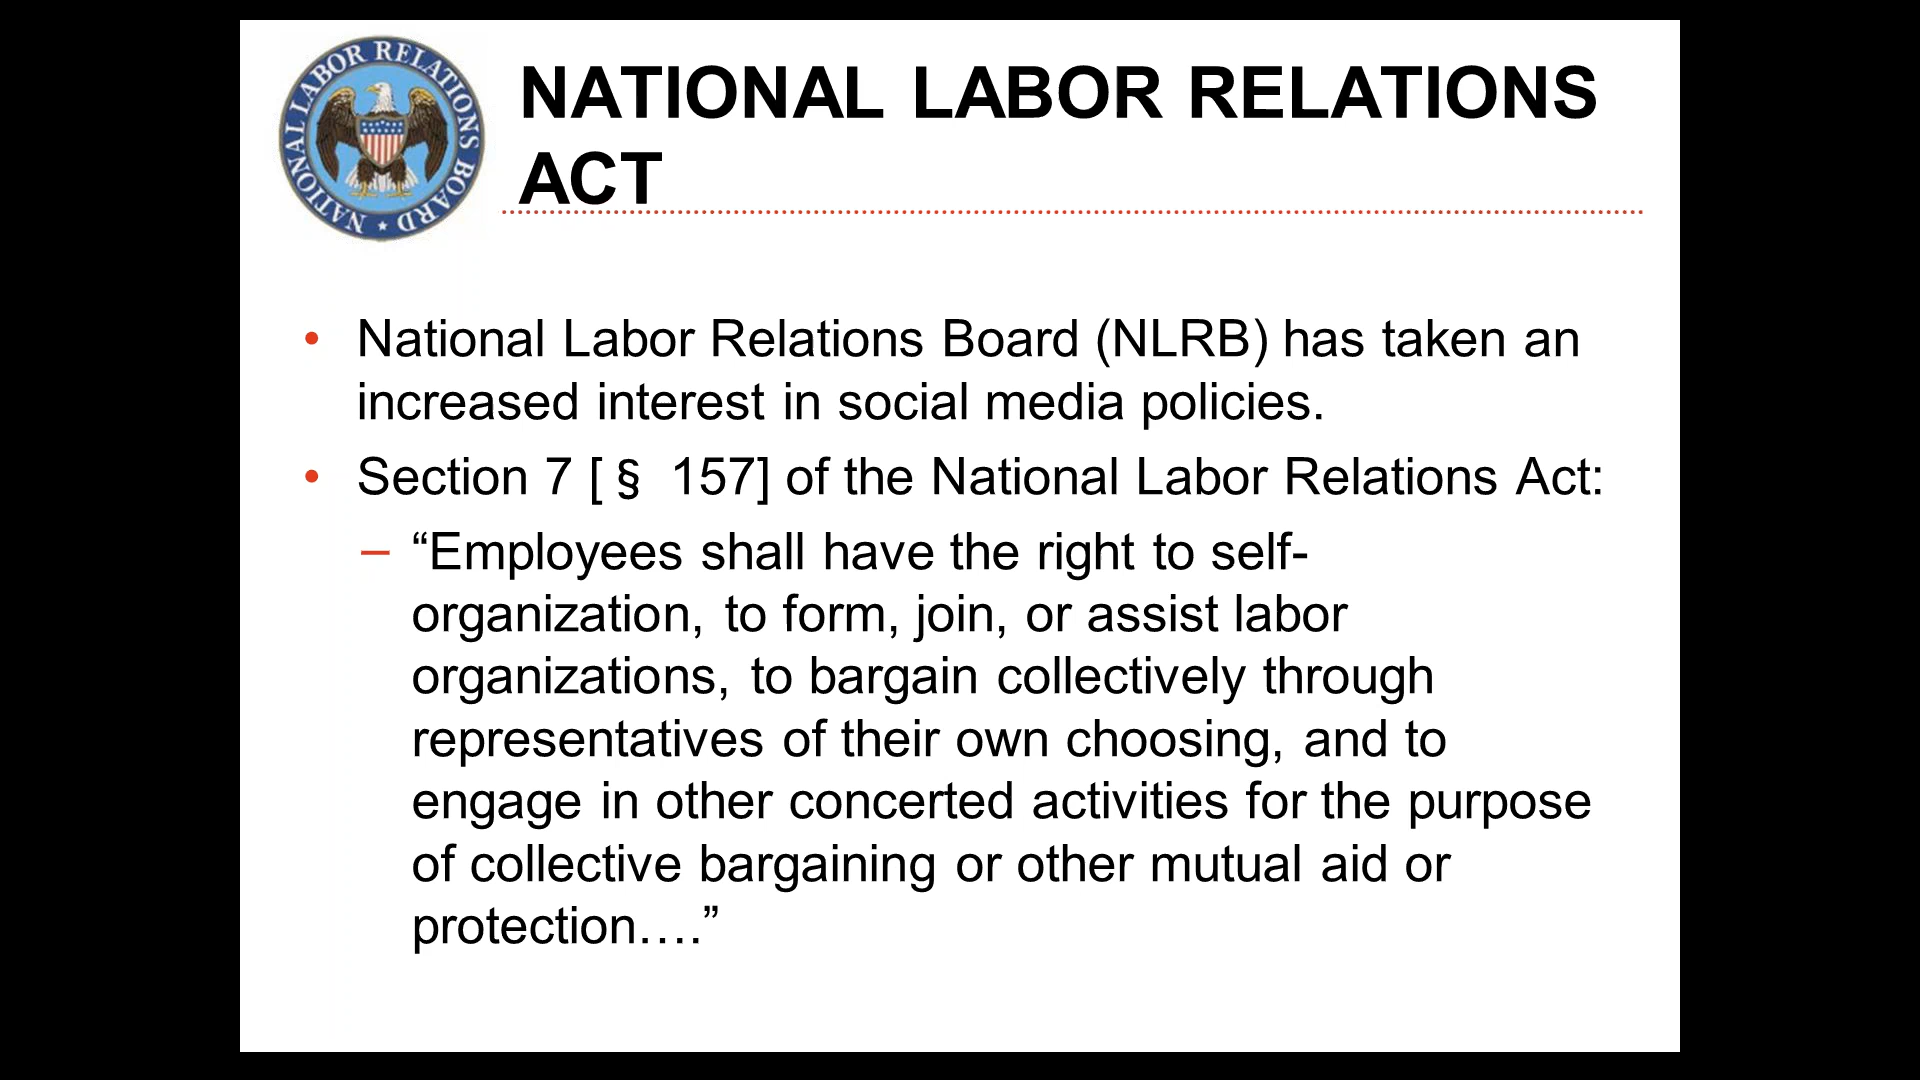 NATIONAL LABOR RELATIONS BOARD
NATIONAL LABOR RELATIONS
ACT
• National Labor Relations Board (NLRB) has taken an
increased interest in social media policies.
• Section 7 [ § 157] of the National Labor Relations Act:
– “Employees shall have the right to self-
organization, to form, join, or assist labor
organizations, to bargain collectively through
representatives of their own choosing, and to
engage in other concerted activities for the purpose
of collective bargaining or other mutual aid or
protection….”